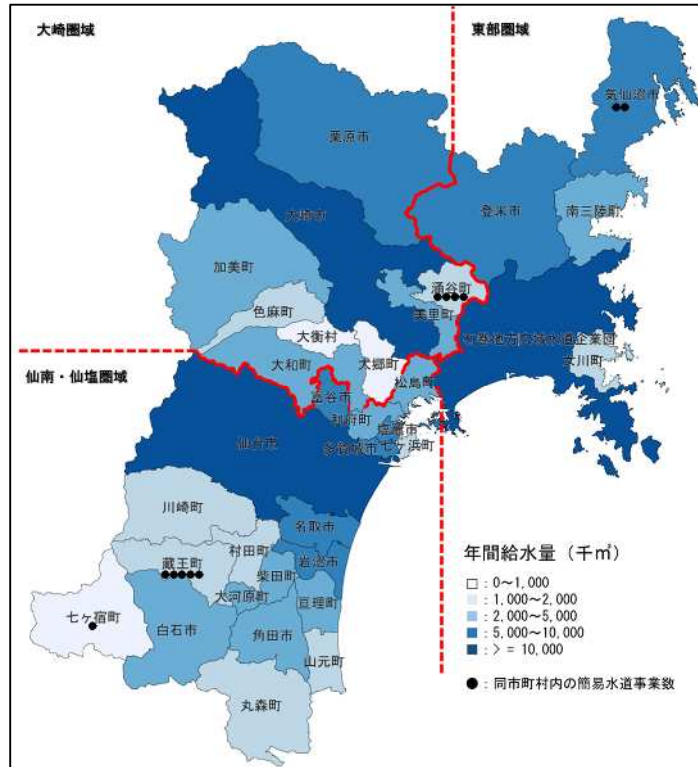 大崎圏域
東部圏域
気仙沼市
栗原市
登米市
南三陸町
大崎市
加美町
涌谷町
色麻町
美里町
大衡村
石巻地方広域水道企業団
女川町
大和町
大郷町
松島町
仙南・仙塩圏域
富谷市
利府町
塩竈市
仙台市
多賀城市
七ヶ浜町
川崎町
名取市
村田町
岩沼市
蔵王町
柴田町
大河原町
亘理町
七ヶ宿町
白石市
角田市
山元町
丸森町
年間給水量（千㎥）
：0～1,000
：1,000～2,000
：2,000～5,000
：5,000～10,000
：＞＝10,000
●：同市町村内の簡易水道事業数